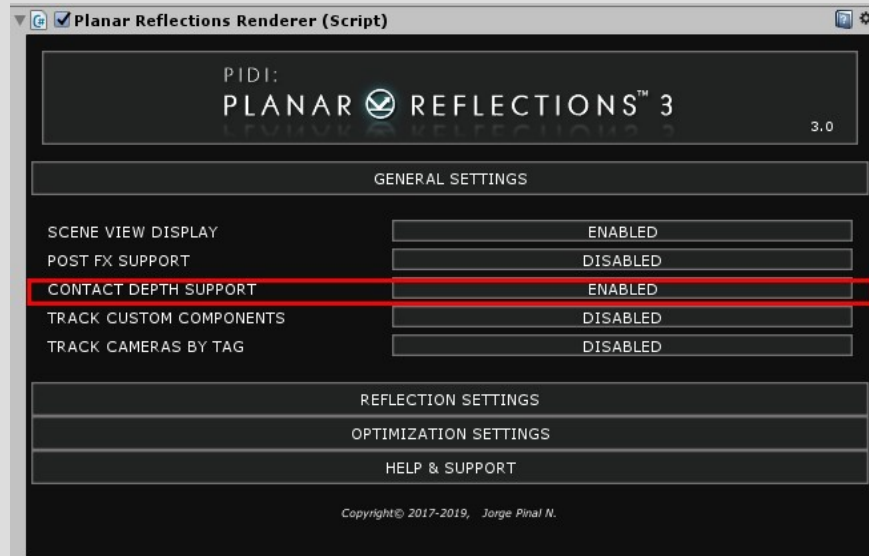 Planar Reflections Renderer (Script)
PIDI:
PLANAR REFLECTIONS™ 3
3.0
GENERAL SETTINGS
SCENE VIEW DISPLAY ENABLED
POST FX SUPPORT DISABLED
CONTACT DEPTH SUPPORT ENABLED
TRACK CUSTOM COMPONENTS DISABLED
TRACK CAMERAS BY TAG DISABLED
REFLECTION SETTINGS
OPTIMIZATION SETTINGS
HELP & SUPPORT
Copyright© 2017-2019, Jorge Pinal N.